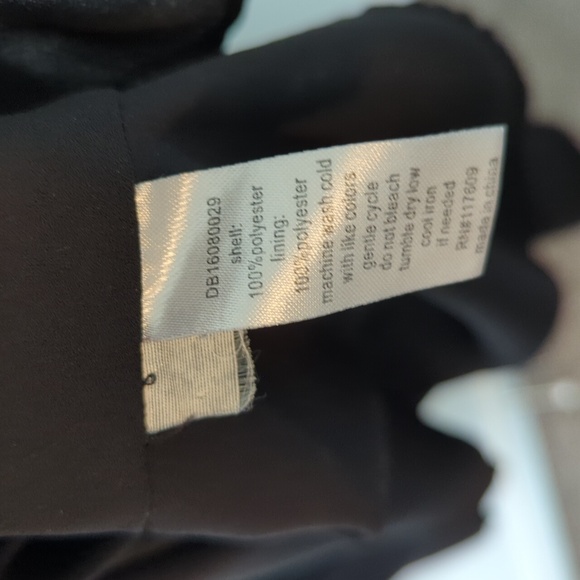 DB16080029
shell:
100%polyester
lining:
100%polyester
machine wash cold
with like colors
gentle cycle
do not bleach
tumble dry low
cool iron
if needed
RN#117609
made in china